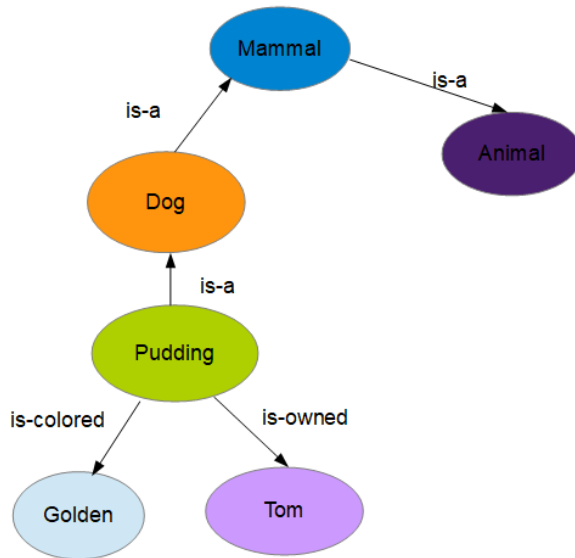 Mammal
is-a
is-a
Animal
Dog
is-a
Pudding
is-colored
is-owned
Golden
Tom